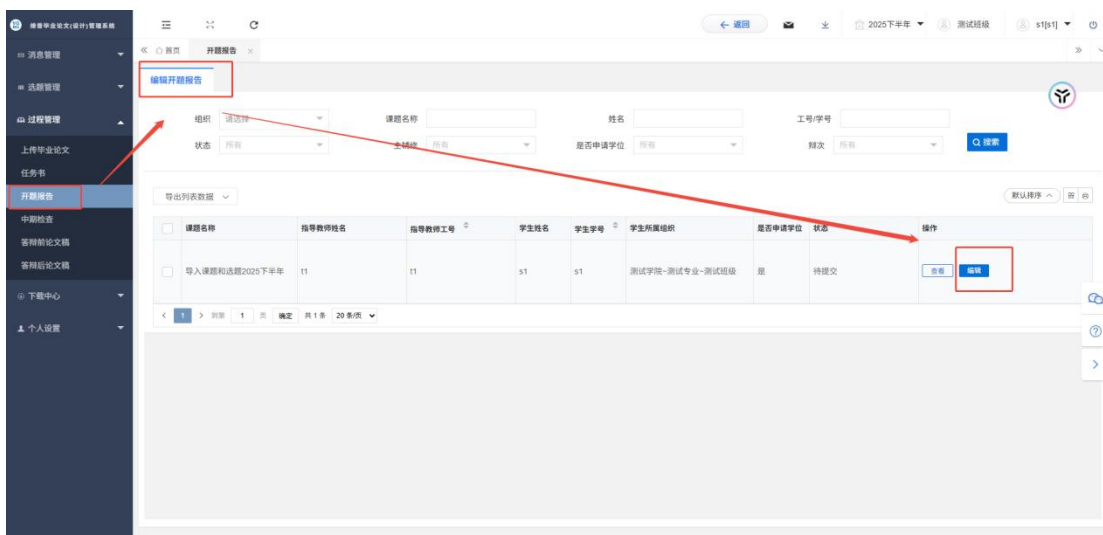 维普毕业论文(设计)管理系统
返回
2025下半年
测试班级
s1[s1]
消息管理
首页
开题报告
选题管理
编辑开题报告
过程管理
组织
请选择
课题名称
姓名
工号/学号
上传毕业论文
状态
所有
主辅修
所有
是否申请学位
所有
辩次
所有
搜索
任务书
开题报告
导出列表数据
默认排序
中期检查
课题名称
指导教师姓名
指导教师工号
学生姓名
学生学号
学生所属组织
是否申请学位
状态
操作
答辩前论文稿
答辩后论文稿
导入课题和选题2025下半年
t1
t1
s1
s1
测试学院-测试专业-测试班级
是
待提交
查看
编辑
下载中心
1
到第
1
页
确定
共 1 条
20 条/页
个人设置